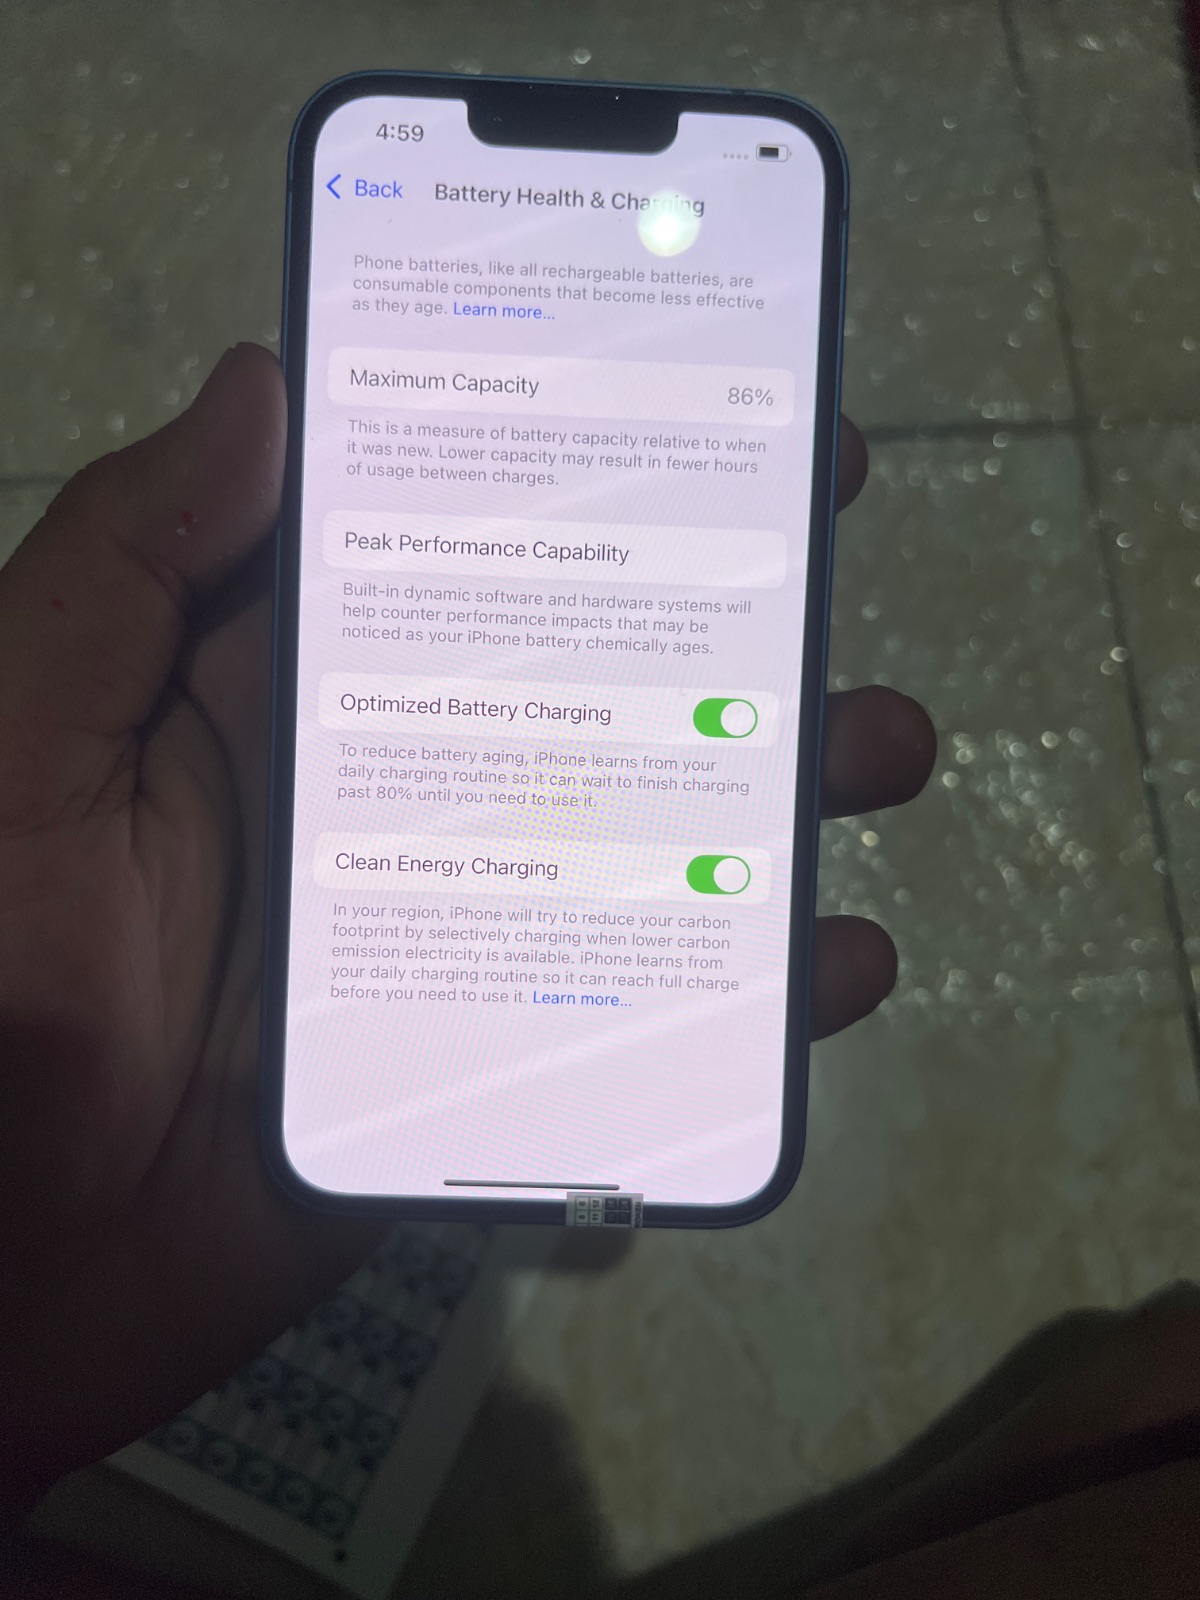 4:59
Back
Battery Health & Charging
Phone batteries, like all rechargeable batteries, are
consumable components that become less effective
as they age. Learn more...
Maximum Capacity 86%
This is a measure of battery capacity relative to when
it was new. Lower capacity may result in fewer hours
of usage between charges.
Peak Performance Capability
Built-in dynamic software and hardware systems will
help counter performance impacts that may be
noticed as your iPhone battery chemically ages.
Optimized Battery Charging
To reduce battery aging, iPhone learns from your
daily charging routine so it can wait to finish charging
past 80% until you need to use it.
Clean Energy Charging
In your region, iPhone will try to reduce your carbon
footprint by selectively charging when lower carbon
emission electricity is available. iPhone learns from
your daily charging routine so it can reach full charge
before you need to use it. Learn more...